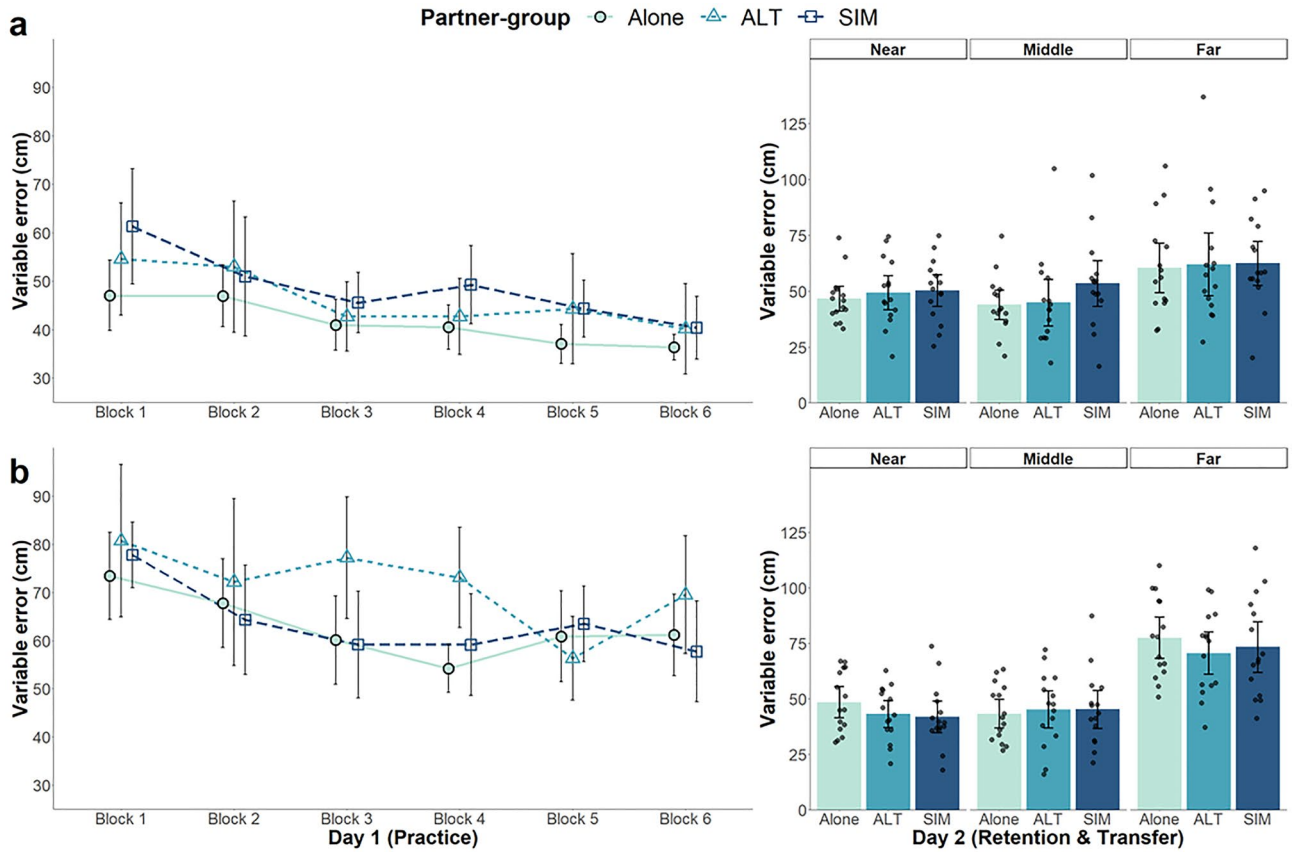 Partner-group Alone ALT SIM
a
Near Middle Far
Variable error (cm)
90
80
70
60
50
40
30
Block 1 Block 2 Block 3 Block 4 Block 5 Block 6
Variable error (cm)
125
100
75
50
25
0
Alone ALT SIM Alone ALT SIM Alone ALT SIM
b
Near Middle Far
Variable error (cm)
90
80
70
60
50
40
30
Block 1 Block 2 Block 3 Block 4 Block 5 Block 6
Day 1 (Practice)
Variable error (cm)
125
100
75
50
25
0
Alone ALT SIM Alone ALT SIM Alone ALT SIM
Day 2 (Retention & Transfer)